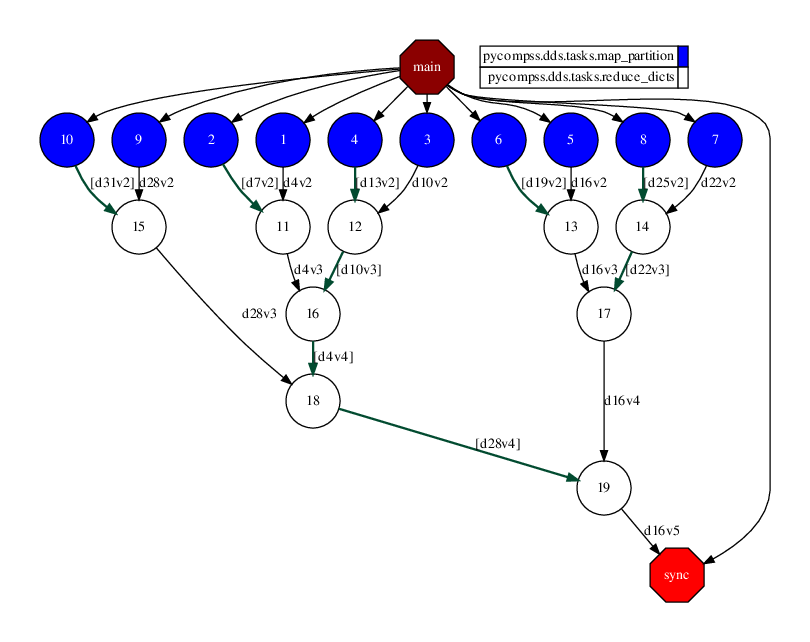 main
pycompss.dds.tasks.map_partition
pycompss.dds.tasks.reduce_dicts
10 9 2 1 4 3 6 5 8 7
[d31v2] d28v2 [d7v2] d4v2 [d13v2] d10v2 [d19v2] d16v2 [d25v2] d22v2
15 11 12 13 14
d4v3 [d10v3] d16v3 [d22v3]
d28v3 16 17
[d4v4]
18 d16v4
[d28v4]
19
d16v5
sync